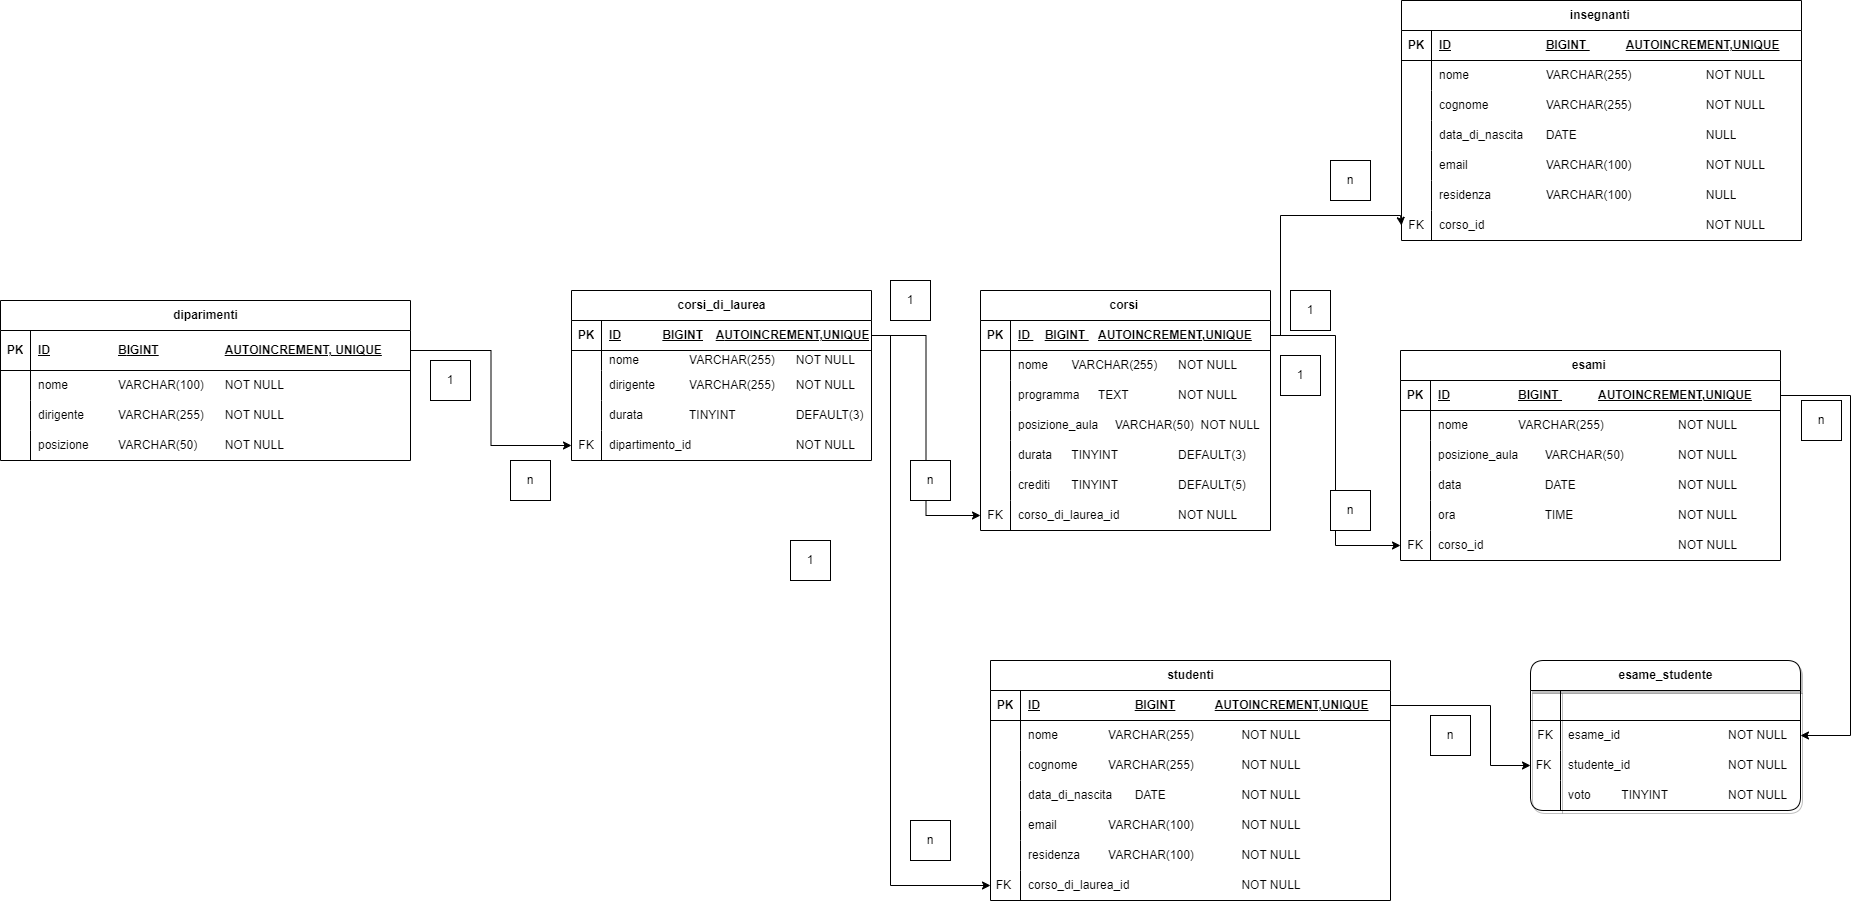 insegnanti
PK ID BIGINT AUTOINCREMENT,UNIQUE
nome VARCHAR(255) NOT NULL
cognome VARCHAR(255) NOT NULL
data_di_nascita DATE NULL
email VARCHAR(100) NOT NULL
residenza VARCHAR(100) NULL
FK corso_id NOT NULL
n
diparimenti
PK ID BIGINT AUTOINCREMENT, UNIQUE
nome VARCHAR(100) NOT NULL
dirigente VARCHAR(255) NOT NULL
posizione VARCHAR(50) NOT NULL
1
n
corsi_di_laurea
PK ID BIGINT AUTOINCREMENT,UNIQUE
nome VARCHAR(255) NOT NULL
dirigente VARCHAR(255) NOT NULL
durata TINYINT DEFAULT(3)
FK dipartimento_id NOT NULL
1
n
1
n
corsi
PK ID BIGINT AUTOINCREMENT,UNIQUE
nome VARCHAR(255) NOT NULL
programma TEXT NOT NULL
posizione_aula VARCHAR(50) NOT NULL
durata TINYINT DEFAULT(3)
crediti TINYINT DEFAULT(5)
FK corso_di_laurea_id NOT NULL
1
1
n
esami
PK ID BIGINT AUTOINCREMENT,UNIQUE
nome VARCHAR(255) NOT NULL
posizione_aula VARCHAR(50) NOT NULL
data DATE NOT NULL
ora TIME NOT NULL
FK corso_id NOT NULL
n
studenti
PK ID BIGINT AUTOINCREMENT,UNIQUE
nome VARCHAR(255) NOT NULL
cognome VARCHAR(255) NOT NULL
data_di_nascita DATE NOT NULL
email VARCHAR(100) NOT NULL
residenza VARCHAR(100) NOT NULL
FK corso_di_laurea_id NOT NULL
n
esame_studente
FK esame_id NOT NULL
FK studente_id NOT NULL
voto TINYINT NOT NULL